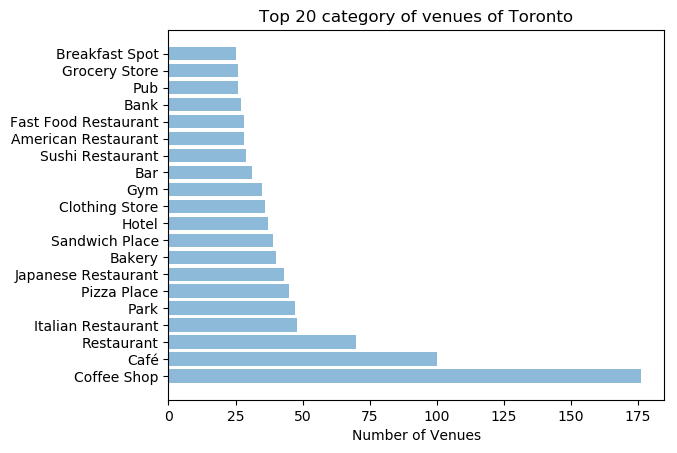 Top 20 category of venues of Toronto
Breakfast Spot
Grocery Store
Pub
Bank
Fast Food Restaurant
American Restaurant
Sushi Restaurant
Bar
Gym
Clothing Store
Hotel
Sandwich Place
Bakery
Japanese Restaurant
Pizza Place
Park
Italian Restaurant
Restaurant
Café
Coffee Shop
0 25 50 75 100 125 150 175
Number of Venues